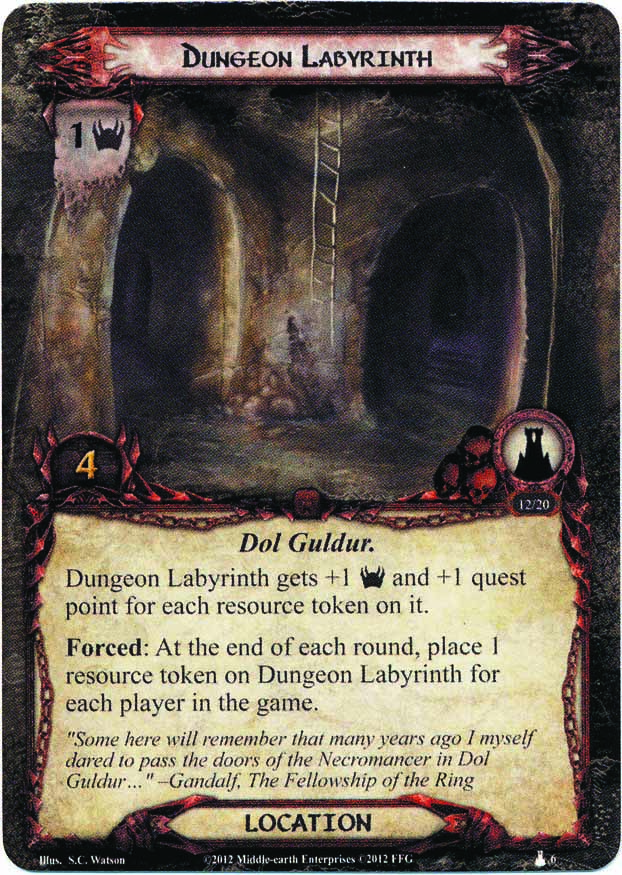 DUNGEON LABYRINTH
1
4
12/20
Dol Guldur.
Dungeon Labyrinth gets +1 and +1 quest
point for each resource token on it.
Forced: At the end of each round, place 1
resource token on Dungeon Labyrinth for
each player in the game.
"Some here will remember that many years ago I myself
dared to pass the doors of the Necromancer in Dol
Guldur..." –Gandalf, The Fellowship of the Ring
LOCATION
Illus. S.C. Watson ©2012 Middle-earth Enterprises ©2012 FFG 6